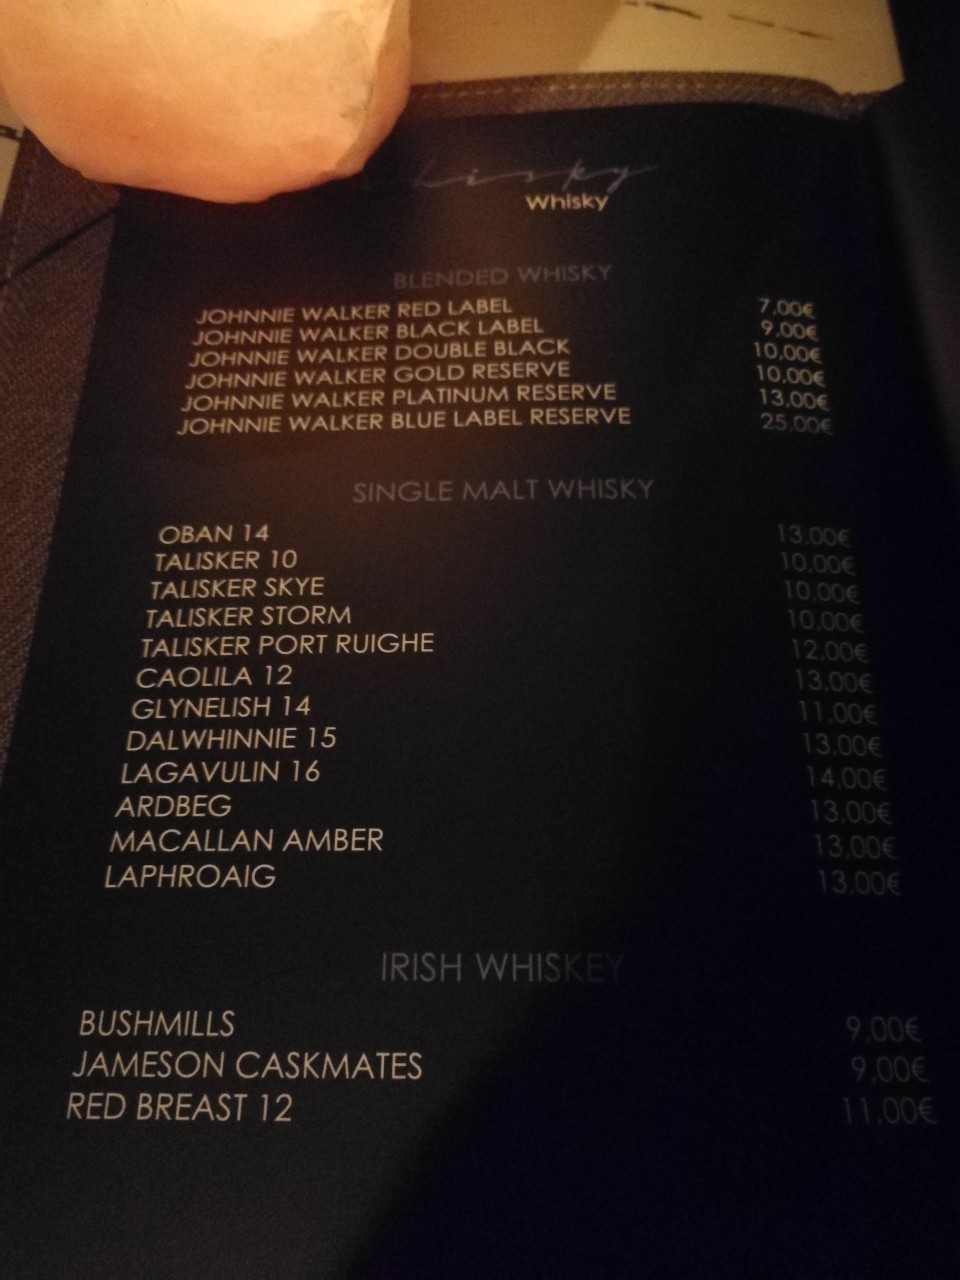 Whisky
BLENDED WHISKY
JOHNNIE WALKER RED LABEL 7,00€
JOHNNIE WALKER BLACK LABEL 9,00€
JOHNNIE WALKER DOUBLE BLACK 10,00€
JOHNNIE WALKER GOLD RESERVE 10,00€
JOHNNIE WALKER PLATINUM RESERVE 13,00€
JOHNNIE WALKER BLUE LABEL RESERVE 25,00€
SINGLE MALT WHISKY
OBAN 14 13,00€
TALISKER 10 10,00€
TALISKER SKYE 10,00€
TALISKER STORM 10,00€
TALISKER PORT RUIGHE 12,00€
CAOLILA 12 13,00€
GLYNELISH 14 11,00€
DALWHINNIE 15 13,00€
LAGAVULIN 16 14,00€
ARDBEG 13,00€
MACALLAN AMBER 13,00€
LAPHROAIG 13,00€
IRISH WHISKEY
BUSHMILLS 9,00€
JAMESON CASKMATES 9,00€
RED BREAST 12 11,00€